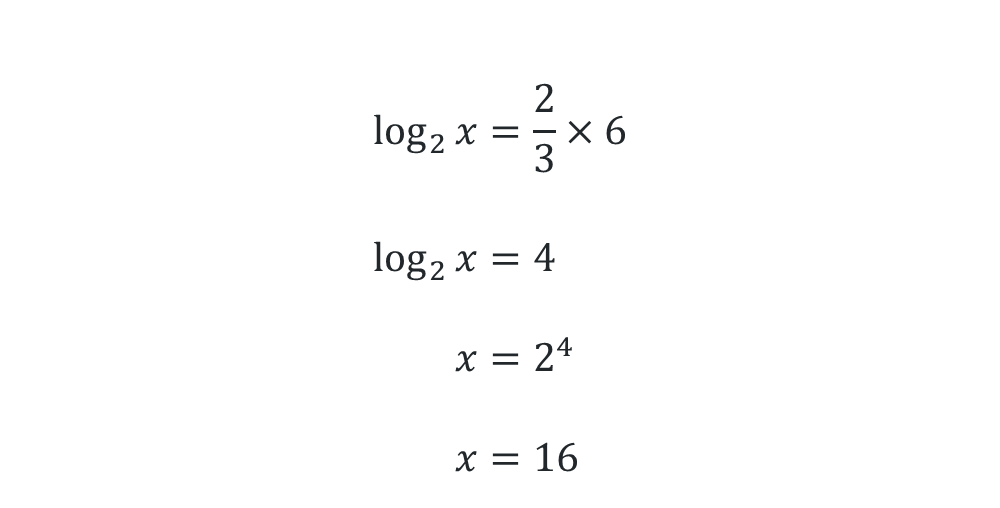 log₂ x = 2/3 × 6
log₂ x = 4
x = 2⁴
x = 16